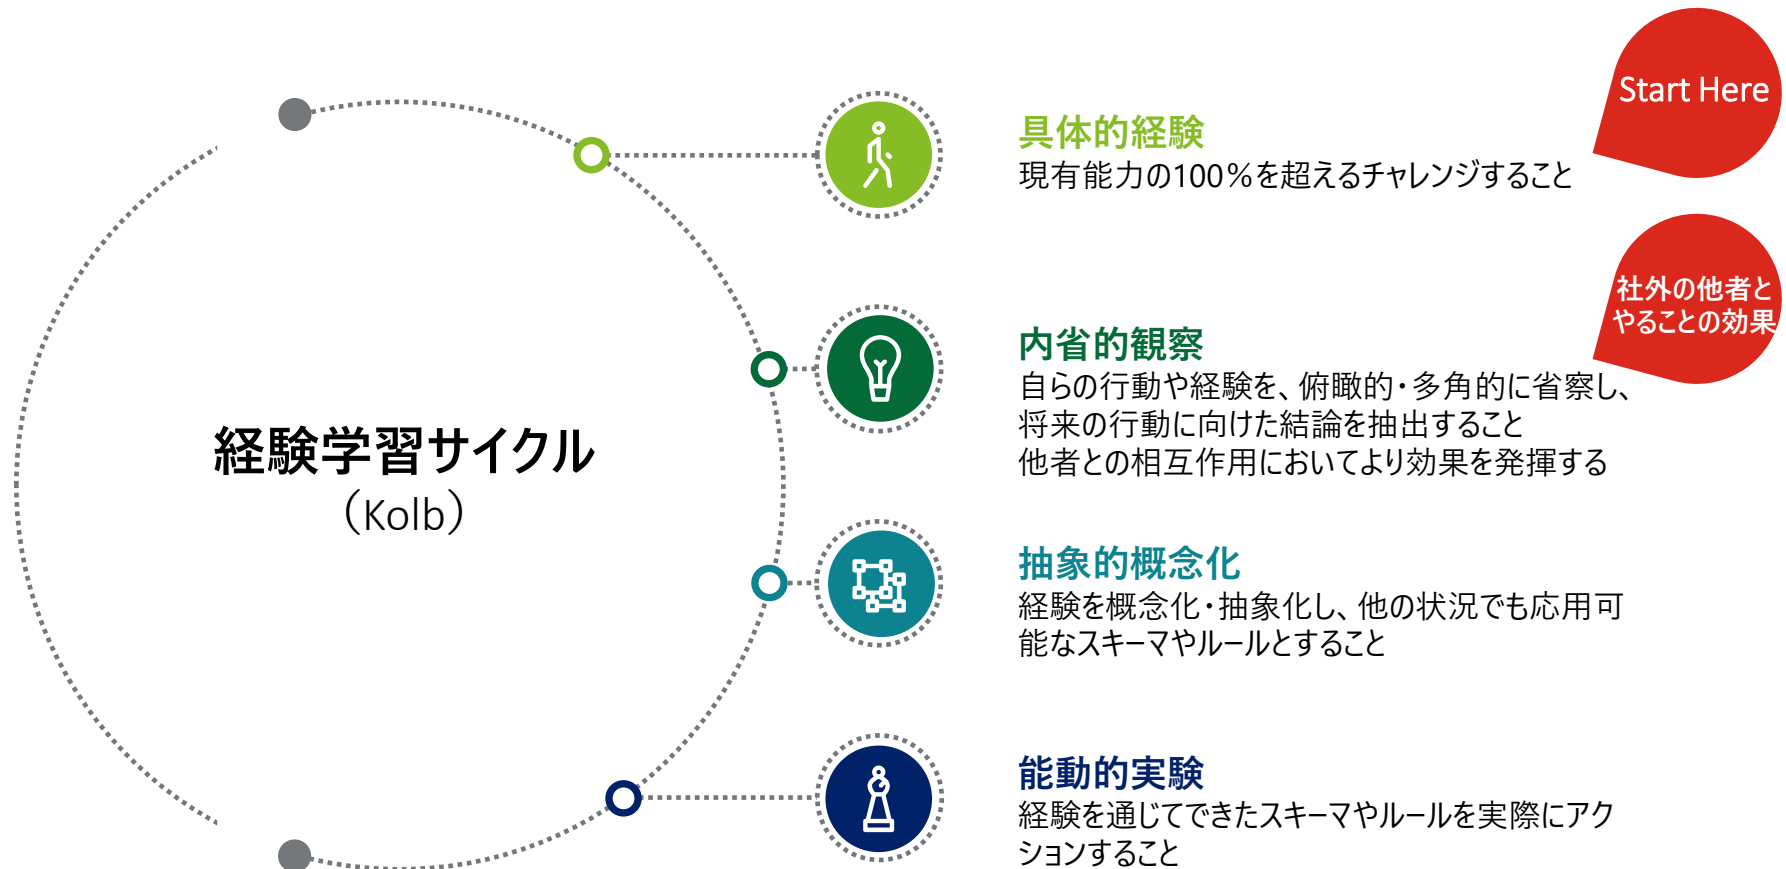 Start Here
具体的経験
現有能力の100％を超えるチャレンジすること
社外の他者と
やることの効果
内省的観察
自らの行動や経験を、俯瞰的・多角的に省察し、
将来の行動に向けた結論を抽出すること
他者との相互作用においてより効果を発揮する
経験学習サイクル
（Kolb）
抽象的概念化
経験を概念化・抽象化し、他の状況でも応用可
能なスキーマやルールとすること
能動的実験
経験を通じてできたスキーマやルールを実際にアク
ションすること